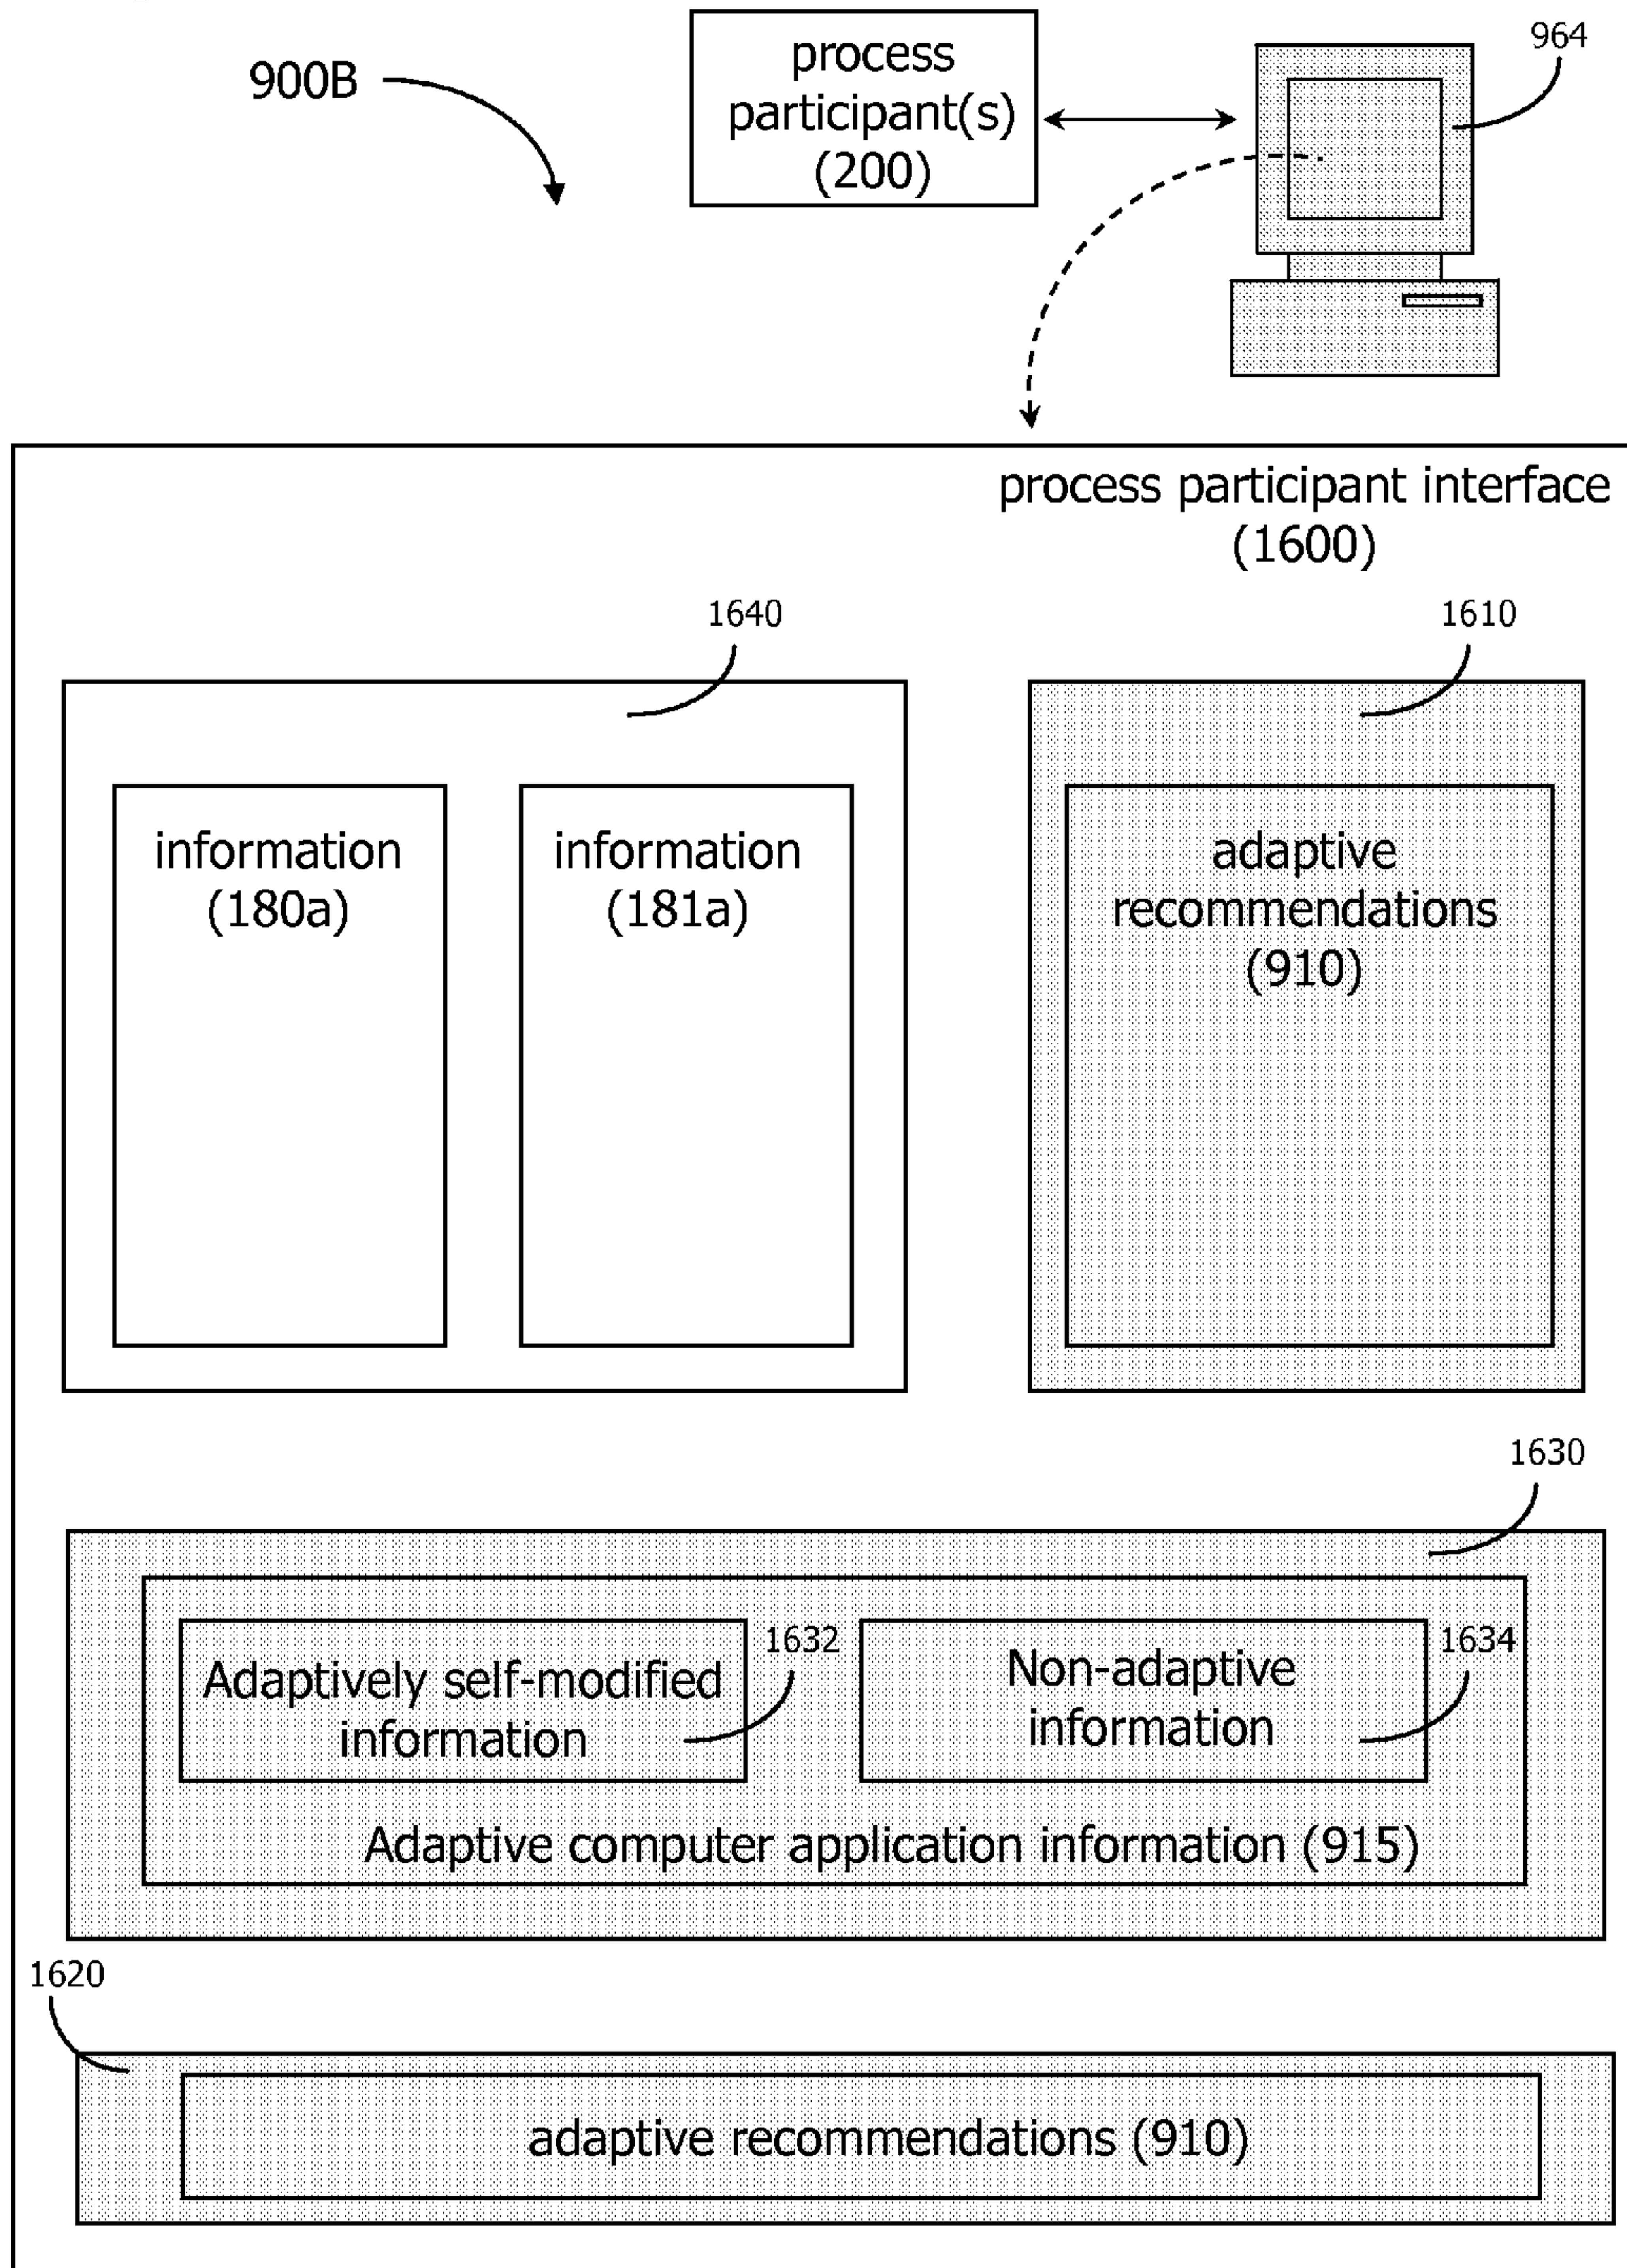 900B
process
participant(s)
(200)
964
process participant interface
(1600)
1640
1610
information
(180a)
information
(181a)
adaptive
recommendations
(910)
1630
1632
1634
Adaptively self-modified
information
Non-adaptive
information
Adaptive computer application information (915)
1620
adaptive recommendations (910)